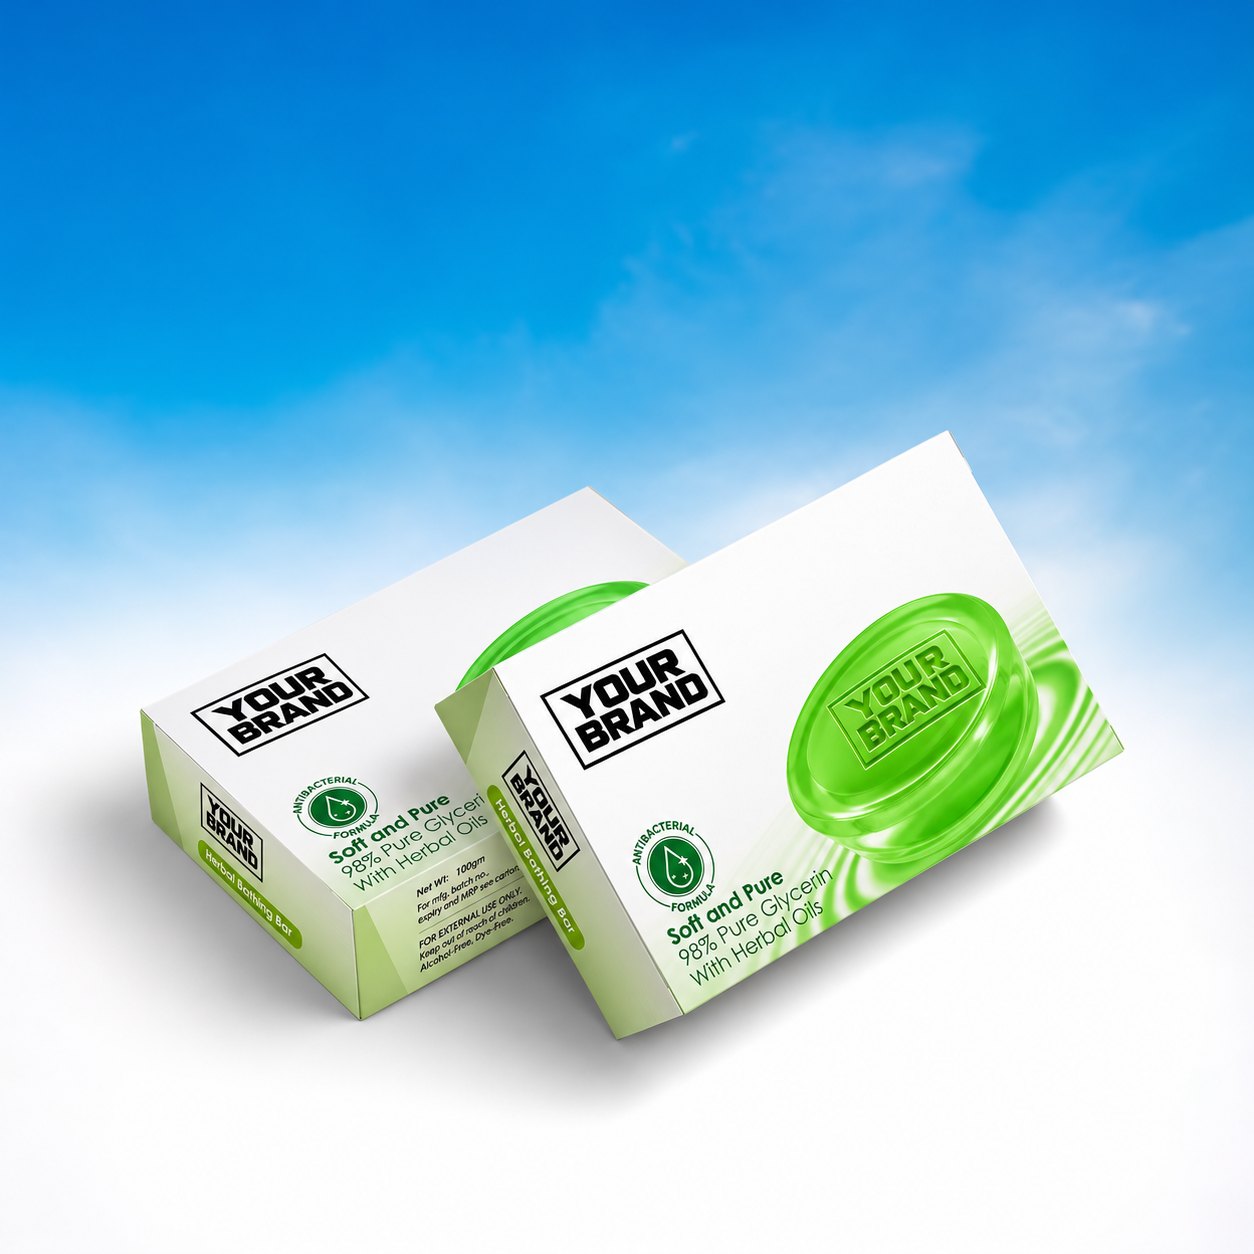 YOUR
BRAND
YOUR
BRAND
Herbal Bathing Bar
ANTIBACTERIAL
FORMULA
Soft and Pure
98% Pure Glycerin
With Herbal Oils
Net Wt: 100gm
For mfg. batch no.,
expiry and MRP see carton.
FOR EXTERNAL USE ONLY.
Keep out of reach of children.
Alcohol-Free, Dye-Free.
YOUR
BRAND
YOUR
BRAND
Herbal Bathing Bar
YOUR
BRAND
ANTIBACTERIAL
FORMULA
Soft and Pure
98% Pure Glycerin
With Herbal Oils